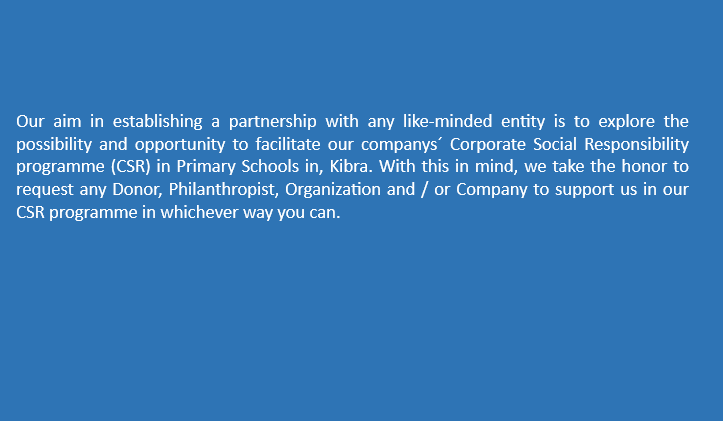 Our aim in establishing a partnership with any like-minded entity is to explore the
possibility and opportunity to facilitate our companys´ Corporate Social Responsibility
programme (CSR) in Primary Schools in, Kibra. With this in mind, we take the honor to
request any Donor, Philanthropist, Organization and / or Company to support us in our
CSR programme in whichever way you can.